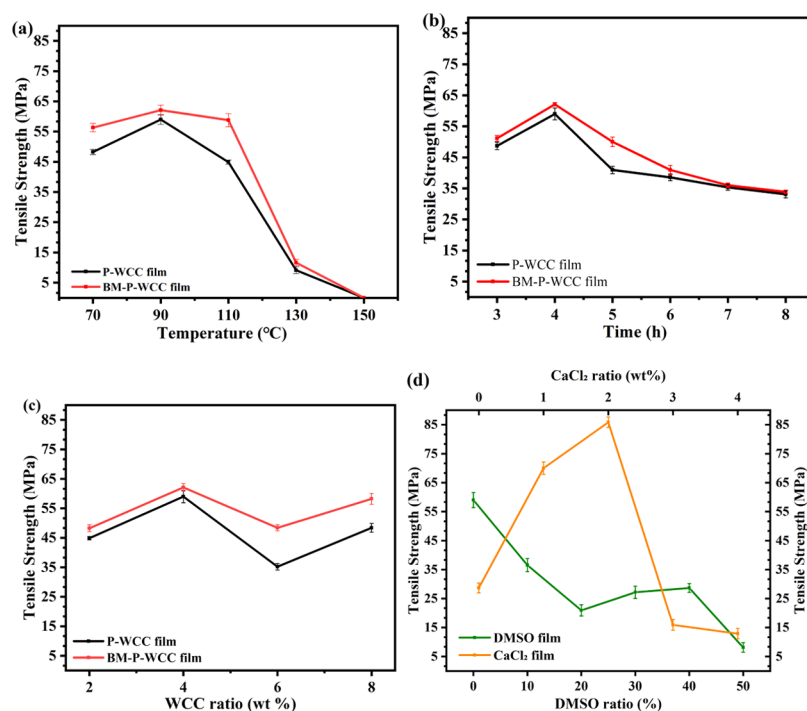 (a)
85
75
65
55
45
35
25
15
5
Tensile Strength (MPa)
P-WCC film
BM-P-WCC film
70 90 110 130 150
Temperature (°C)
(b)
85
75
65
55
45
35
25
15
5
Tensile Strength (MPa)
P-WCC film
BM-P-WCC film
3 4 5 6 7 8
Time (h)
(c)
85
75
65
55
45
35
25
15
5
Tensile Strength (MPa)
P-WCC film
BM-P-WCC film
2 4 6 8
WCC ratio (wt %)
(d)
CaCl₂ ratio (wt%)
0 1 2 3 4
85 85
75 75
65 65
55 55
45 45
35 35
25 25
15 15
5 5
Tensile Strength (MPa)
Tensile Strength (MPa)
DMSO film
CaCl₂ film
0 10 20 30 40 50
DMSO ratio (%)